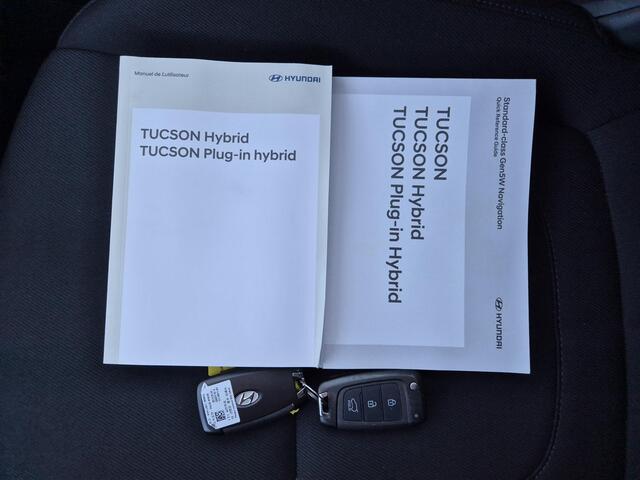 Manuel de L'utilisateur
HYUNDAI
TUCSON Hybrid
TUCSON Plug-in hybrid
Standard-class Gen5W Navigation
Quick Reference Guide
TUCSON
TUCSON Hybrid
TUCSON Plug-in Hybrid
HYUNDAI